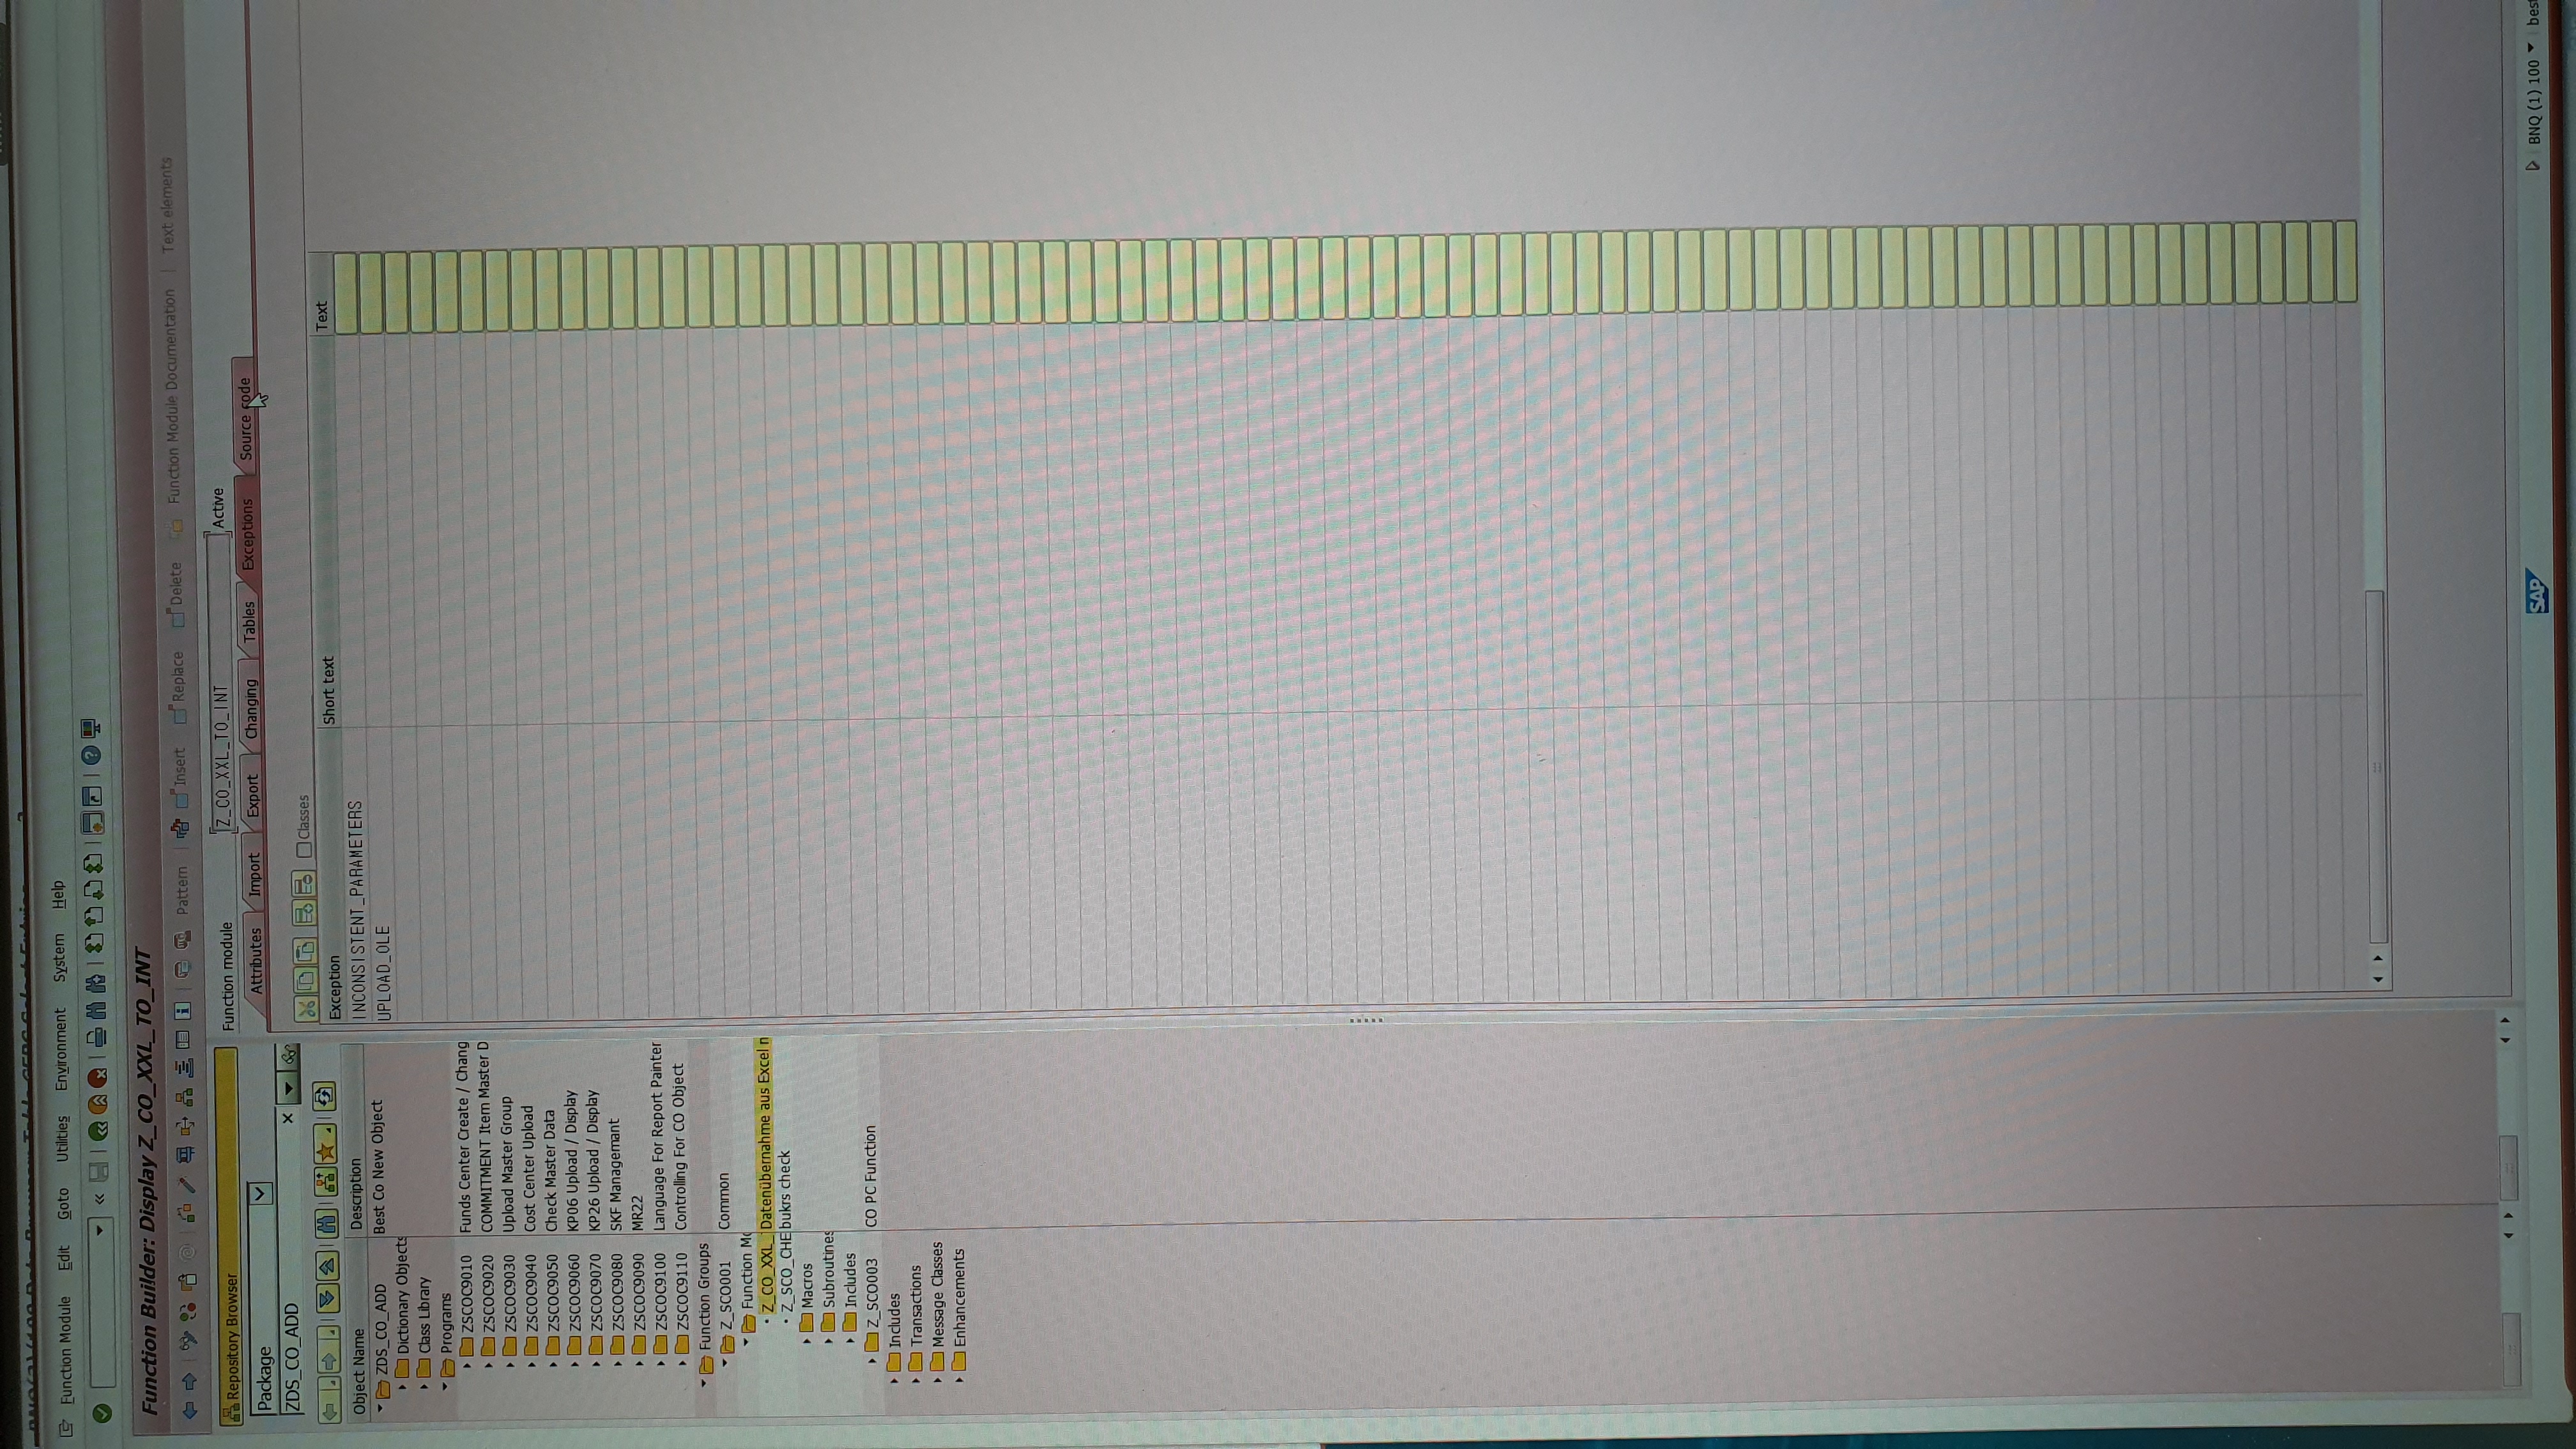 Function Module Edit Goto Utilities Environment System Help
Function Builder: Display Z_CO_XXL_TO_INT
Pattern Insert Replace Delete Function Module Documentation Text elements
Repository Browser
Package
ZDS_CO_ADD
Object Name Description
ZDS_CO_ADD Best Co New Object
Dictionary Objects
Class Library
Programs
ZSCOC9010 Funds Center Create / Chang
ZSCOC9020 COMMITMENT Item Master D
ZSCOC9030 Upload Master Group
ZSCOC9040 Cost Center Upload
ZSCOC9050 Check Master Data
ZSCOC9060 KP06 Upload / Display
ZSCOC9070 KP26 Upload / Display
ZSCOC9080 SKF Managemant
ZSCOC9090 MR22
ZSCOC9100 Language For Report Painter
ZSCOC9110 Controlling For CO Object
Function Groups
Z_SCO001 Common
Function Mo
Z_CO_XXL_ Datenübernahme aus Excel n
Z_SCO_CHE bukrs check
Macros
Subroutines
Includes
Z_SCO003 CO PC Function
Includes
Transactions
Message Classes
Enhancements
Function module Z_CO_XXL_TO_INT Active
Attributes Import Export Changing Tables Exceptions Source code
Classes
Exception Short text Text
INCONSISTENT_PARAMETERS
UPLOAD_OLE
SAP
BNQ (1) 100 best